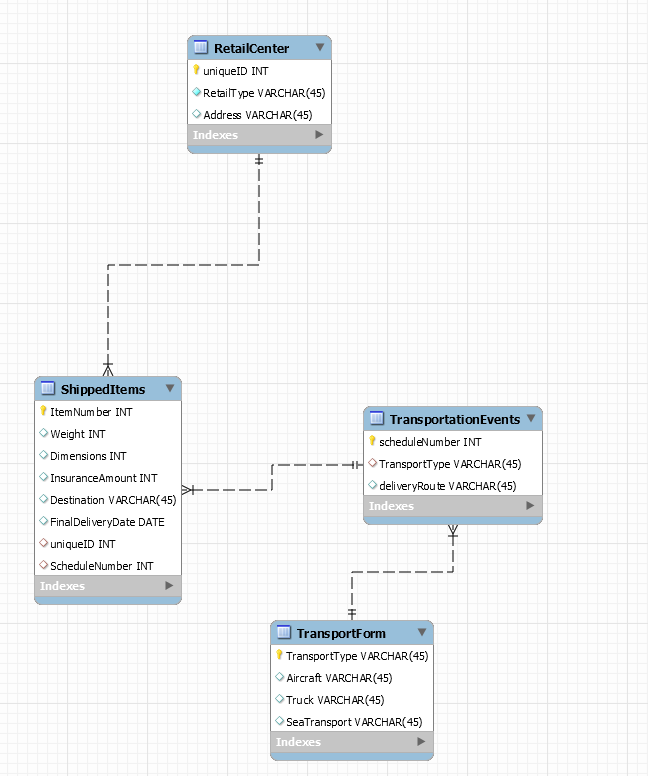 RetailCenter
uniqueID INT
RetailType VARCHAR(45)
Address VARCHAR(45)
Indexes
ShippedItems
ItemNumber INT
Weight INT
Dimensions INT
InsuranceAmount INT
Destination VARCHAR(45)
FinalDeliveryDate DATE
uniqueID INT
ScheduleNumber INT
Indexes
TransportationEvents
scheduleNumber INT
TransportType VARCHAR(45)
deliveryRoute VARCHAR(45)
Indexes
TransportForm
TransportType VARCHAR(45)
Aircraft VARCHAR(45)
Truck VARCHAR(45)
SeaTransport VARCHAR(45)
Indexes